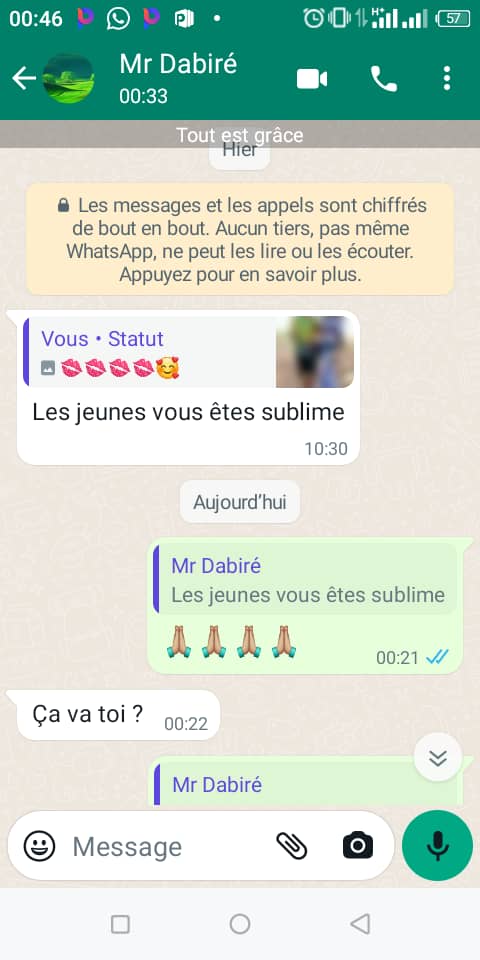 00:46
H+
57
Mr Dabiré
00:33
Tout est grâce
Hier
Les messages et les appels sont chiffrés
de bout en bout. Aucun tiers, pas même
WhatsApp, ne peut les lire ou les écouter.
Appuyez pour en savoir plus.
Vous • Statut
💋💋💋💋🥰
Les jeunes vous êtes sublime
10:30
Aujourd'hui
Mr Dabiré
Les jeunes vous êtes sublime
🙏🏼🙏🏼🙏🏼🙏🏼
00:21
Ça va toi ?
00:22
Mr Dabiré
Message